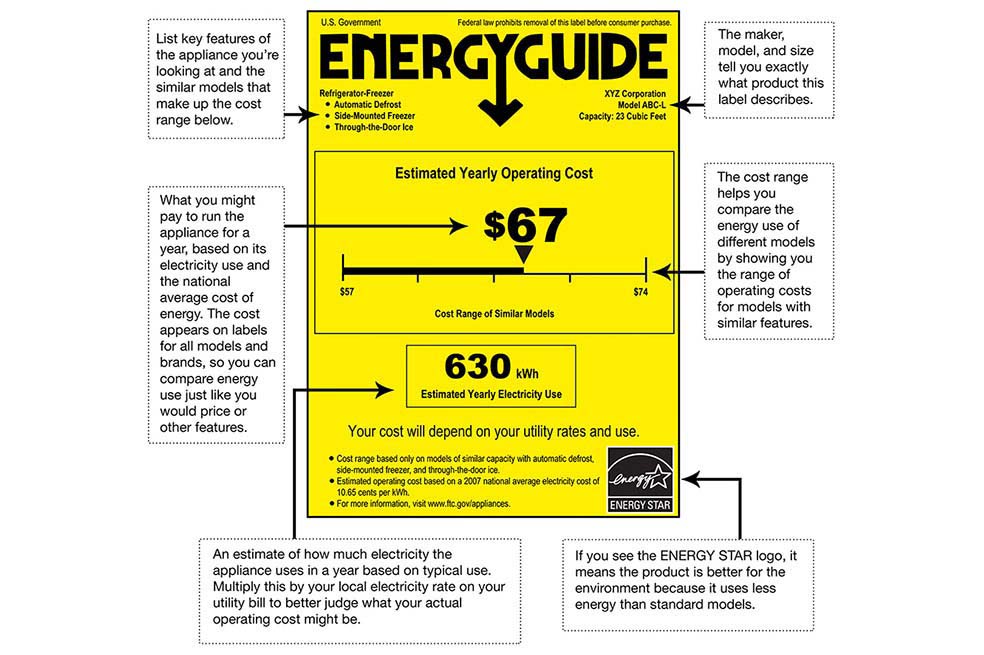 List key features of
the appliance you're
looking at and the
similar models that
make up the cost
range below.
What you might
pay to run the
appliance for a
year, based on its
electricity use and
the national
average cost of
energy. The cost
appears on labels
for all models and
brands, so you can
compare energy
use just like you
would price or
other features.
U.S. Government
Federal law prohibits removal of this label before consumer purchase.
ENERGYGUIDE
Refrigerator-Freezer
• Automatic Defrost
• Side-Mounted Freezer
• Through-the-Door Ice
XYZ Corporation
Model ABC-L
Capacity: 23 Cubic Feet
Estimated Yearly Operating Cost
$67
$57
$74
Cost Range of Similar Models
630 kWh
Estimated Yearly Electricity Use
Your cost will depend on your utility rates and use.
• Cost range based only on models of similar capacity with automatic defrost,
side-mounted freezer, and through-the-door ice.
• Estimated operating cost based on a 2007 national average electricity cost of
10.65 cents per kWh.
• For more information, visit www.ftc.gov/appliances.
energy
ENERGY STAR
The maker,
model, and size
tell you exactly
what product this
label describes.
The cost range
helps you
compare the
energy use of
different models
by showing you
the range of
operating costs
for models with
similar features.
An estimate of how much electricity the
appliance uses in a year based on typical use.
Multiply this by your local electricity rate on your
utility bill to better judge what your actual
operating cost might be.
If you see the ENERGY STAR logo, it
means the product is better for the
environment because it uses less
energy than standard models.